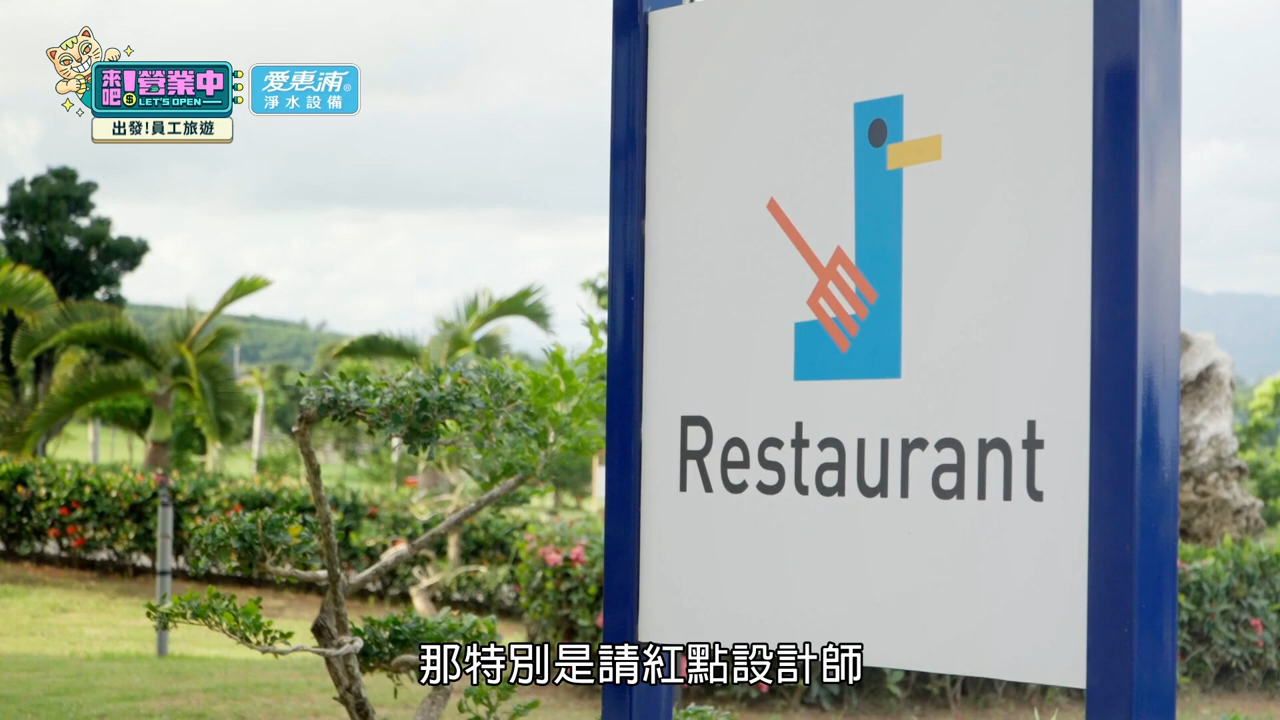 來吧!營業中
LET'S OPEN
出發!員工旅遊
愛惠浦®
淨水設備
Restaurant
那特別是請紅點設計師